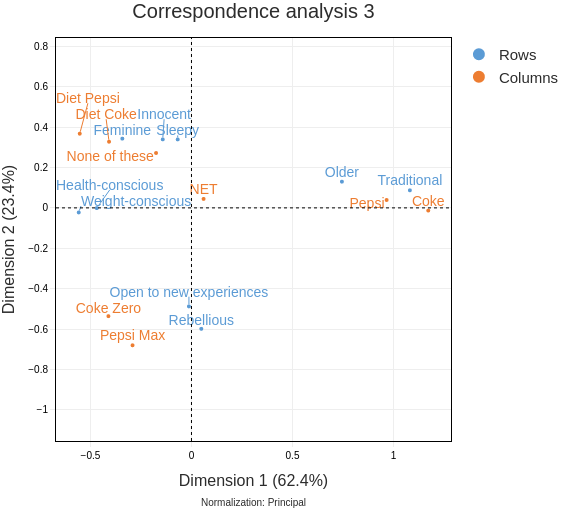 Correspondence analysis 3
Rows
Columns
Dimension 2 (23.4%)
0.8
0.6
0.4
0.2
0
−0.2
−0.4
−0.6
−0.8
−1
Diet Pepsi
Diet Coke
Innocent
Feminine
Sleepy
None of these
Older
Traditional
Health-conscious
NET
Weight-conscious
Pepsi
Coke
Open to new experiences
Coke Zero
Rebellious
Pepsi Max
−0.5
0
0.5
1
Dimension 1 (62.4%)
Normalization: Principal